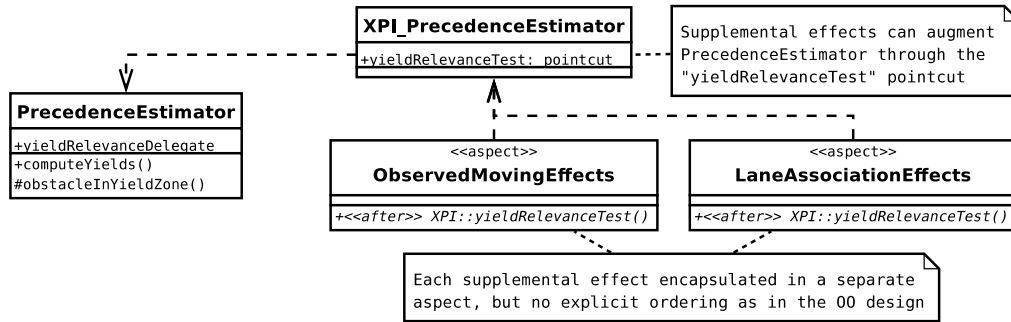 XPI_PrecedenceEstimator
+yieldRelevanceTest: pointcut
Supplemental effects can augment
PrecedenceEstimator through the
"yieldRelevanceTest" pointcut
PrecedenceEstimator
+yieldRelevanceDelegate
+computeYields()
#obstacleInYieldZone()
<<aspect>>
ObservedMovingEffects
+<<after>> XPI::yieldRelevanceTest()
<<aspect>>
LaneAssociationEffects
+<<after>> XPI::yieldRelevanceTest()
Each supplemental effect encapsulated in a separate
aspect, but no explicit ordering as in the OO design